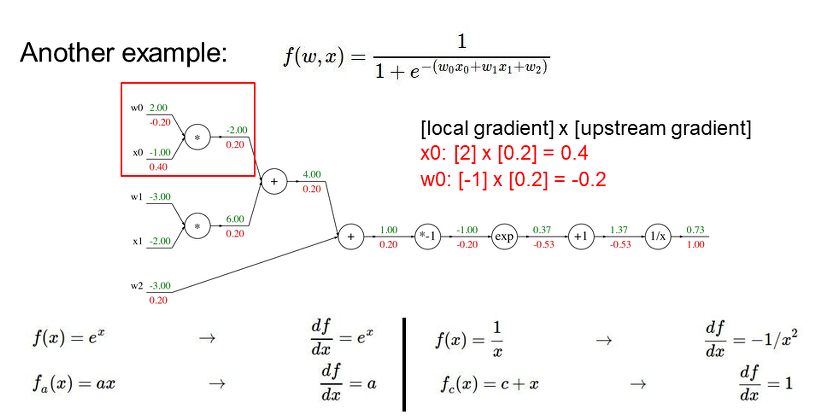 Another example: f(w,x) = 1 / (1 + e^-(w₀x₀+w₁x₁+w₂))
w0 2.00
-0.20
*
-2.00
0.20
x0 -1.00
0.40
[local gradient] x [upstream gradient]
x0: [2] x [0.2] = 0.4
w0: [-1] x [0.2] = -0.2
+
4.00
0.20
w1 -3.00
*
6.00
0.20
x1 -2.00
+
1.00
0.20
*-1
-1.00
-0.20
exp
0.37
-0.53
+1
1.37
-0.53
1/x
0.73
1.00
w2 -3.00
0.20
f(x) = e^x → df/dx = e^x
f(x) = 1/x → df/dx = -1/x²
fₐ(x) = ax → df/dx = a
f_c(x) = c + x → df/dx = 1